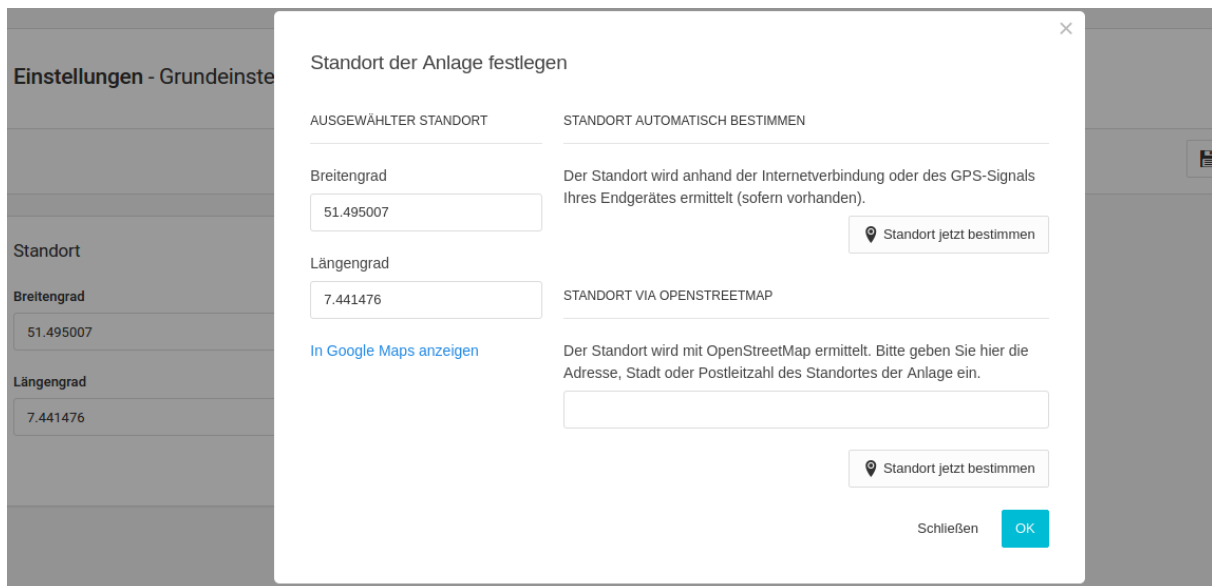 Einstellungen - Grundeinste
Standort
Breitengrad
51.495007
Längengrad
7.441476
Standort der Anlage festlegen
AUSGEWÄHLTER STANDORT
Breitengrad
51.495007
Längengrad
7.441476
In Google Maps anzeigen
STANDORT AUTOMATISCH BESTIMMEN
Der Standort wird anhand der Internetverbindung oder des GPS-Signals
Ihres Endgerätes ermittelt (sofern vorhanden).
Standort jetzt bestimmen
STANDORT VIA OPENSTREETMAP
Der Standort wird mit OpenStreetMap ermittelt. Bitte geben Sie hier die
Adresse, Stadt oder Postleitzahl des Standortes der Anlage ein.
Standort jetzt bestimmen
Schließen
OK